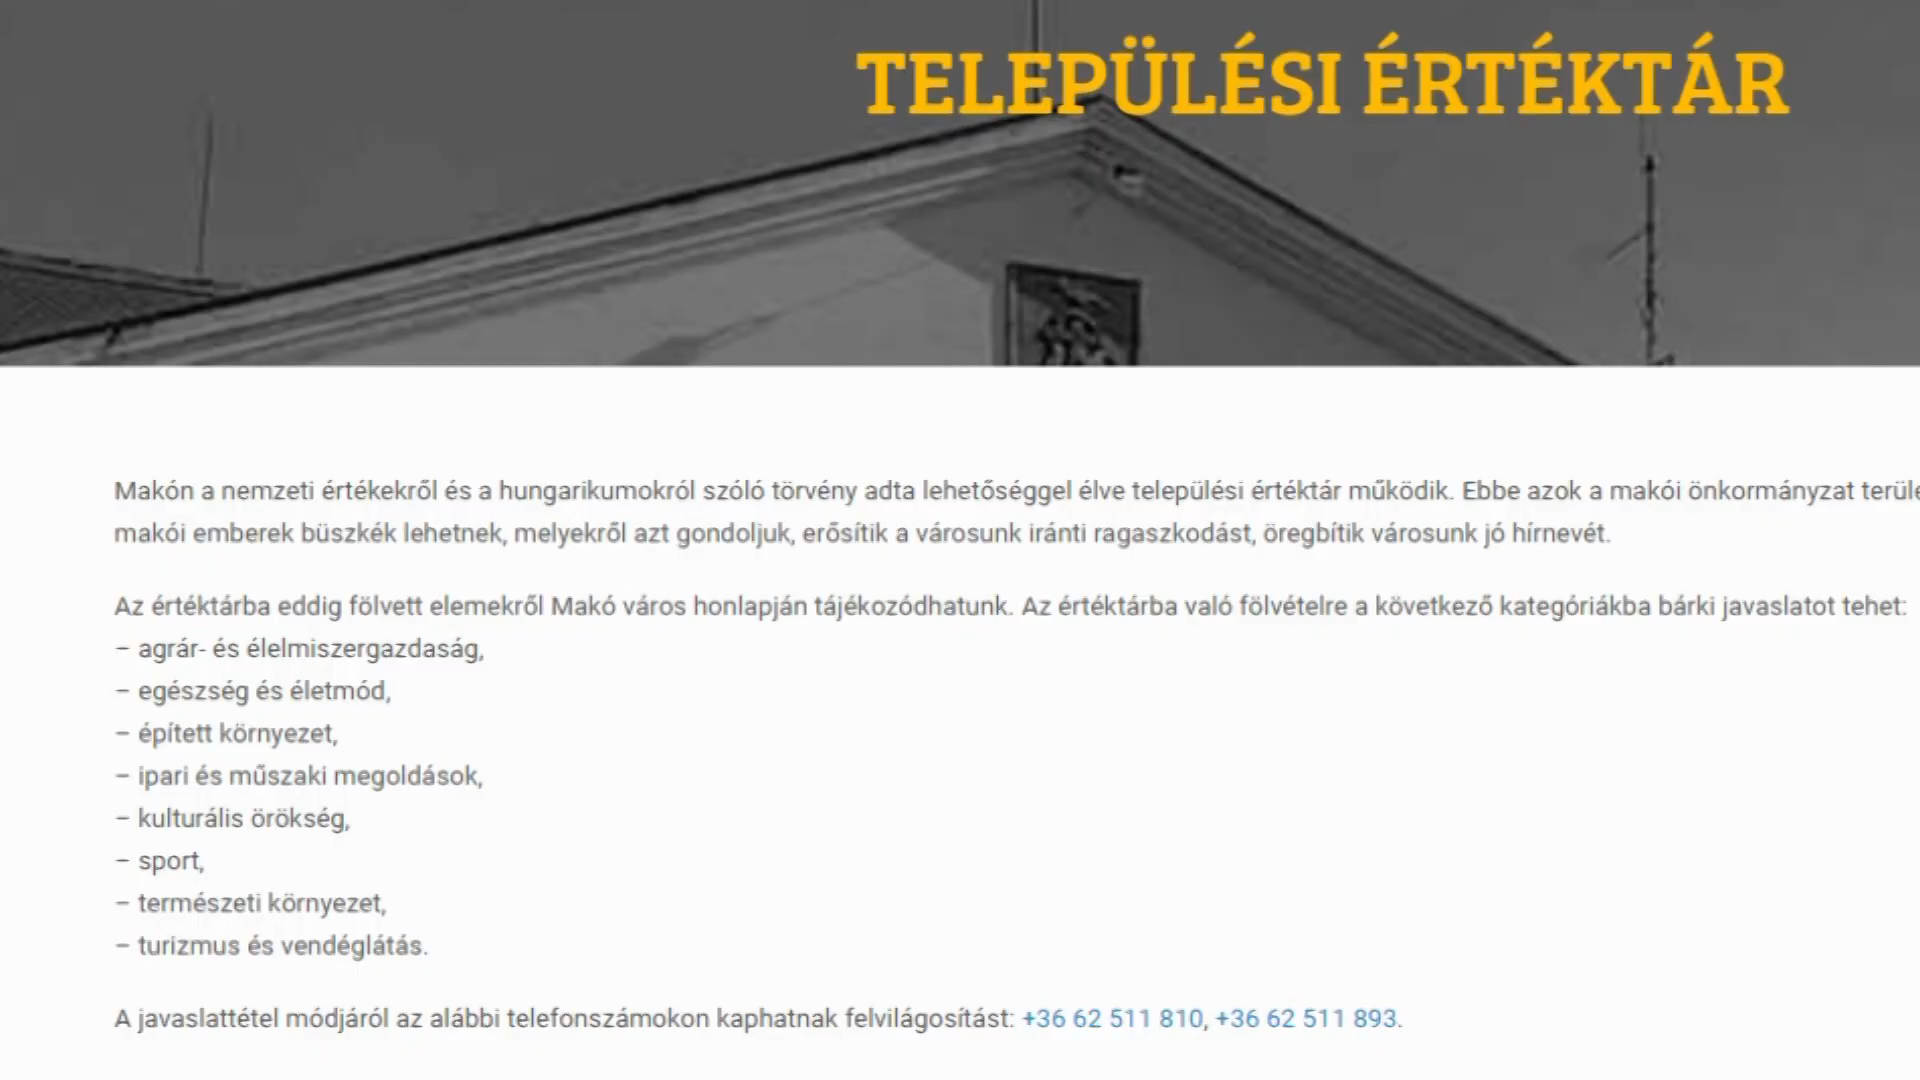 TELEPÜLÉSI ÉRTÉKTÁR
Makón a nemzeti értékekről és a hungarikumokról szóló törvény adta lehetőséggel élve települési értéktár működik. Ebbe azok a makói önkormányzat
makói emberek büszkék lehetnek, melyekről azt gondoljuk, erősítik a városunk iránti ragaszkodást, öregbítik városunk jó hírnevét.
Az értéktárba eddig fölvett elemekről Makó város honlapján tájékozódhatunk. Az értéktárba való fölvételre a következő kategóriákba bárki javaslatot tehet:
– agrár- és élelmiszergazdaság,
– egészség és életmód,
– épített környezet,
– ipari és műszaki megoldások,
– kulturális örökség,
– sport,
– természeti környezet,
– turizmus és vendéglátás.
A javaslattétel módjáról az alábbi telefonszámokon kaphatnak felvilágosítást: +36 62 511 810, +36 62 511 893.